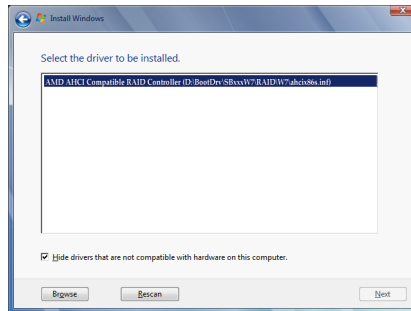 Install Windows
Select the driver to be installed.
AMD AHCI Compatible RAID Controller (D:\BootDrv\SBxxxW7\RAID\W7\ahcix86s.inf)
Hide drivers that are not compatible with hardware on this computer.
Browse Rescan Next